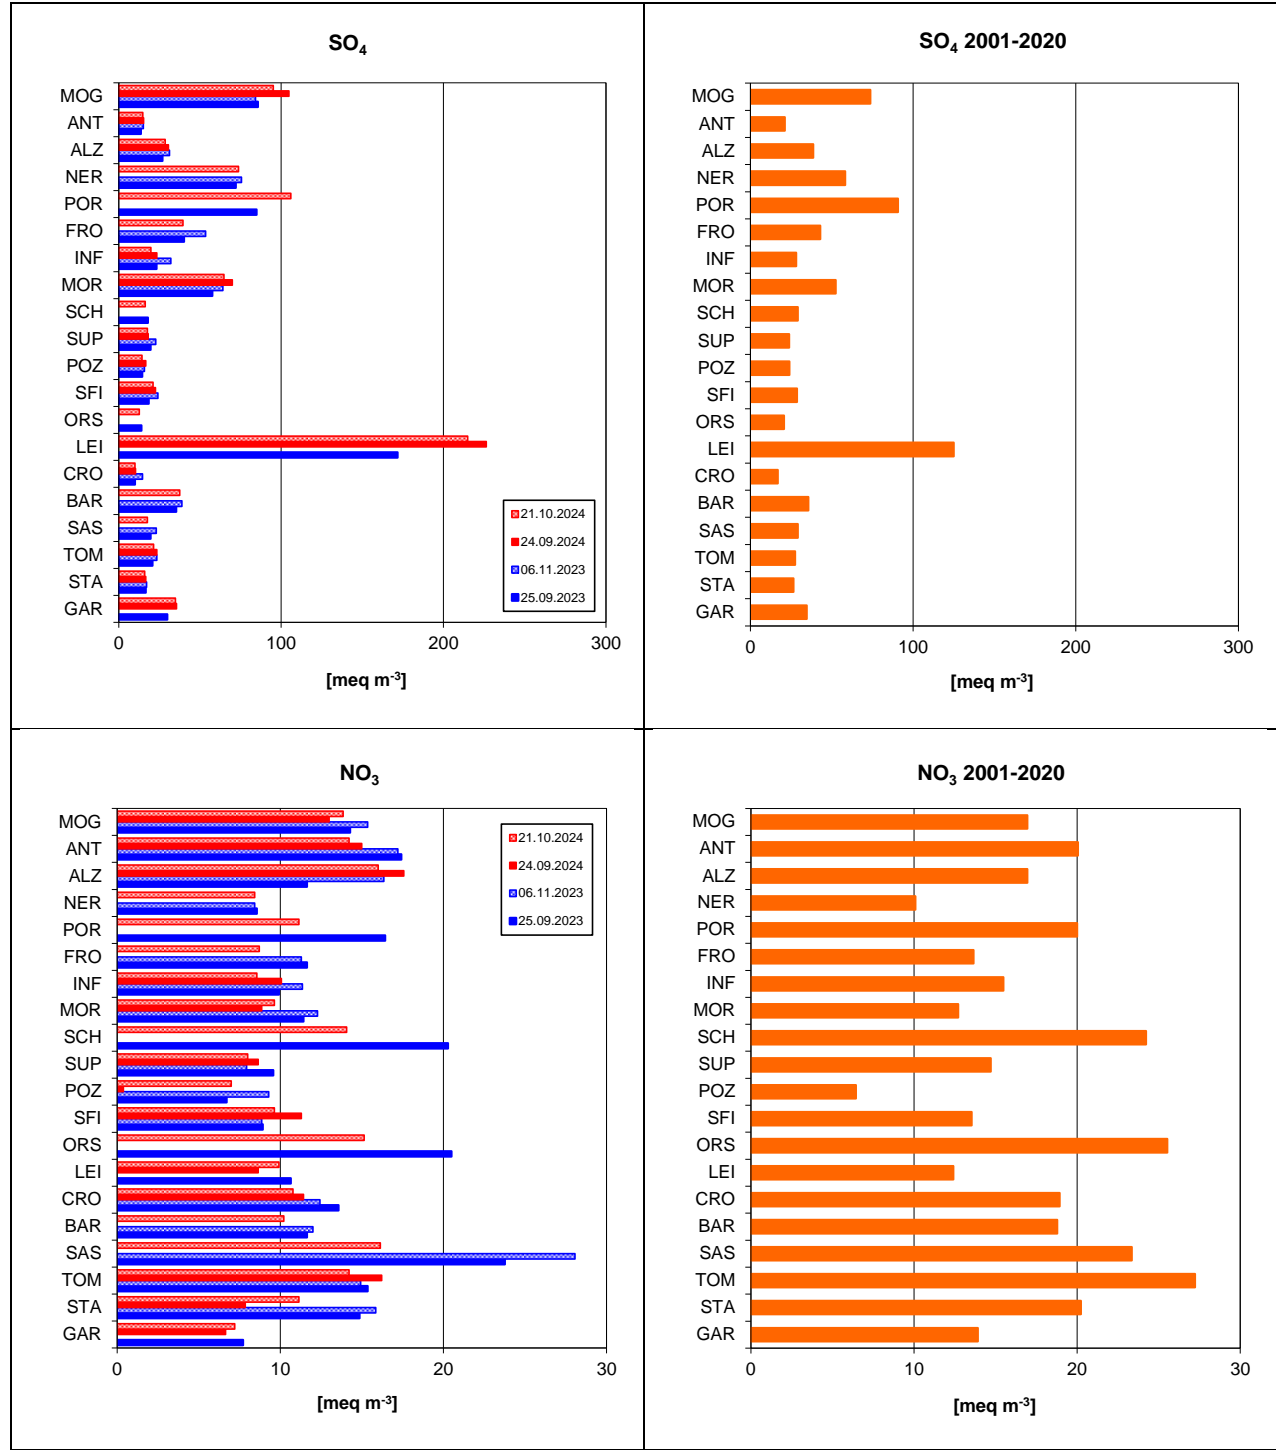 SO4
MOG
ANT
ALZ
NER
POR
FRO
INF
MOR
SCH
SUP
POZ
SFI
ORS
LEI
CRO
BAR
SAS
TOM
STA
GAR
21.10.2024
24.09.2024
06.11.2023
25.09.2023
0 100 200 300
[meq m-3]
SO4 2001-2020
MOG
ANT
ALZ
NER
POR
FRO
INF
MOR
SCH
SUP
POZ
SFI
ORS
LEI
CRO
BAR
SAS
TOM
STA
GAR
0 100 200 300
[meq m-3]
NO3
MOG
ANT
ALZ
NER
POR
FRO
INF
MOR
SCH
SUP
POZ
SFI
ORS
LEI
CRO
BAR
SAS
TOM
STA
GAR
21.10.2024
24.09.2024
06.11.2023
25.09.2023
0 10 20 30
[meq m-3]
NO3 2001-2020
MOG
ANT
ALZ
NER
POR
FRO
INF
MOR
SCH
SUP
POZ
SFI
ORS
LEI
CRO
BAR
SAS
TOM
STA
GAR
0 10 20 30
[meq m-3]